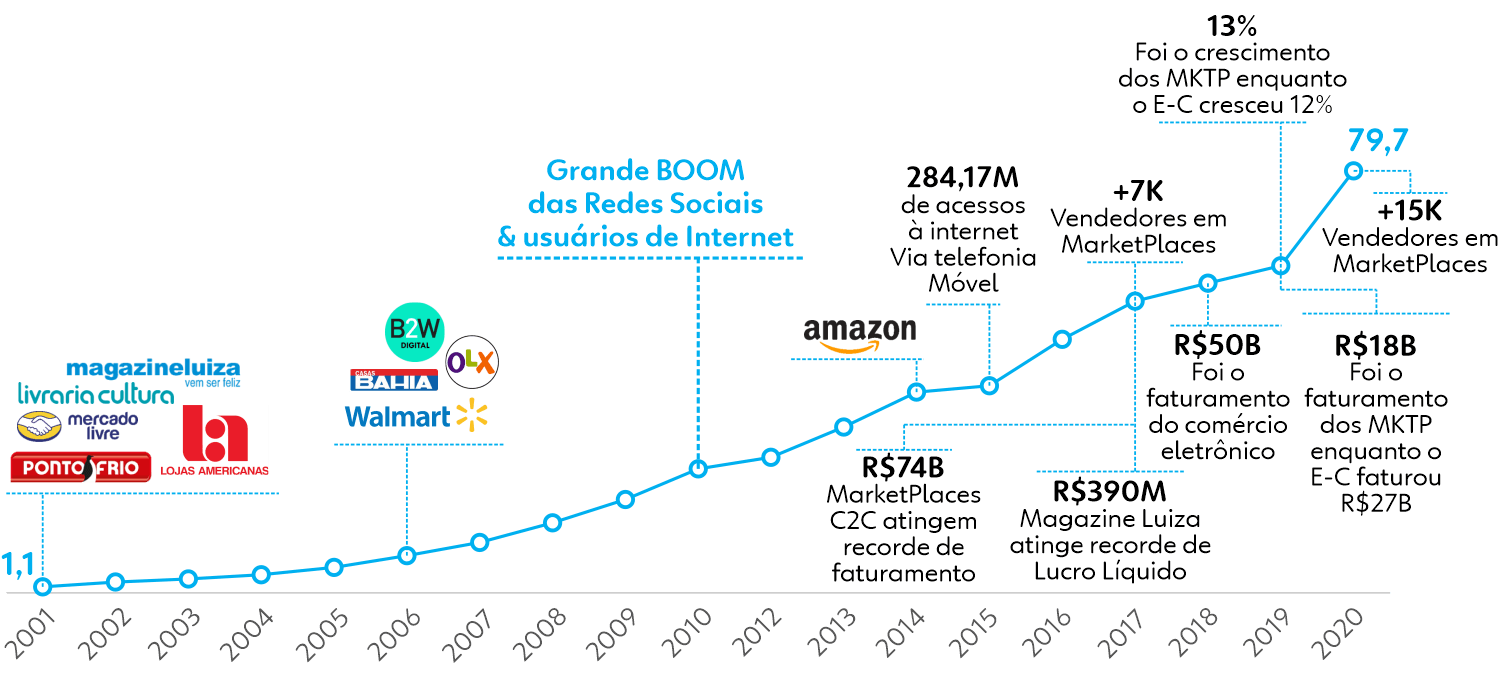 13%
Foi o crescimento
dos MKTP enquanto
o E-C cresceu 12%
79,7
Grande BOOM
das Redes Sociais
& usuários de Internet
284,17M
de acessos
à internet
Via telefonia
Móvel
+7K
Vendedores em
MarketPlaces
+15K
Vendedores em
MarketPlaces
magazineluiza
vem ser feliz
livraria cultura
mercado
livre
LOJAS AMERICANAS
PONTOFRIO
B2W
DIGITAL
OLX
CASAS
BAHIA
Walmart
amazon
R$74B
MarketPlaces
C2C atingem
recorde de
faturamento
R$390M
Magazine Luiza
atinge recorde de
Lucro Líquido
R$50B
Foi o
faturamento
do comércio
eletrônico
R$18B
Foi o
faturamento
dos MKTP
enquanto o
E-C faturou
R$27B
1,1
2001
2002
2003
2004
2005
2006
2007
2008
2009
2010
2012
2013
2014
2015
2016
2017
2018
2019
2020